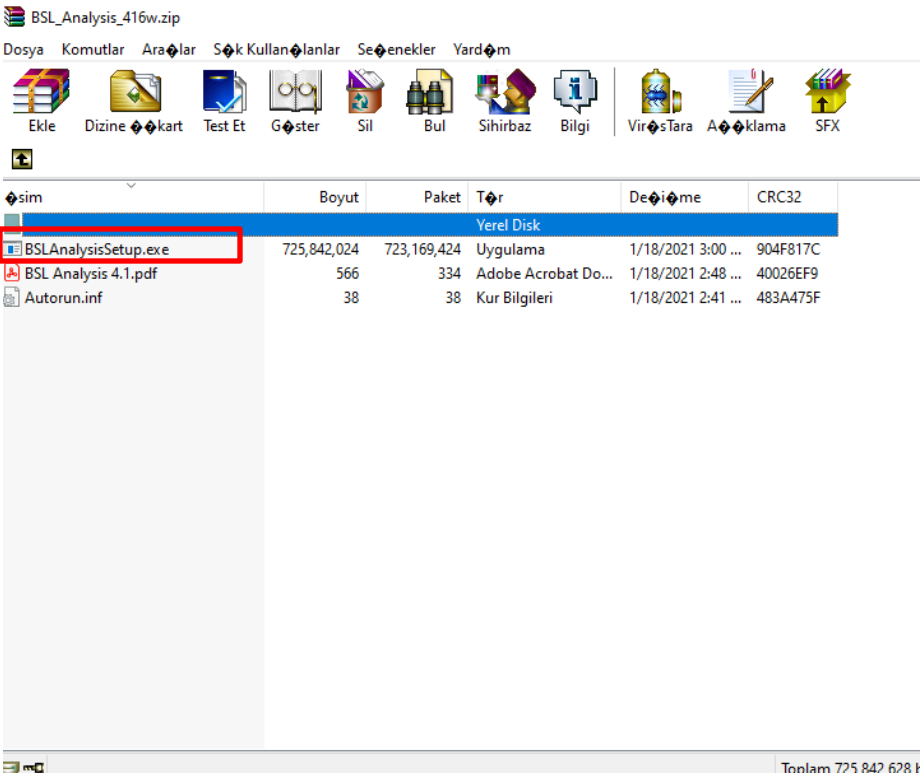 BSL_Analysis_416w.zip
Dosya Komutlar Ara�lar S�k Kullan�lanlar Se�enekler Yard�m
Ekle Dizine ��kart Test Et G�ster Sil Bul Sihirbaz Bilgi Vir�sTara A��klama SFX
�sim Boyut Paket T�r De�i�me CRC32
Yerel Disk
BSLAnalysisSetup.exe 725,842,024 723,169,424 Uygulama 1/18/2021 3:00 ... 904F817C
BSL Analysis 4.1.pdf 566 334 Adobe Acrobat Do... 1/18/2021 2:48 ... 40026EF9
Autorun.inf 38 38 Kur Bilgileri 1/18/2021 2:41 ... 483A475F
Toplam 725,842,628 b